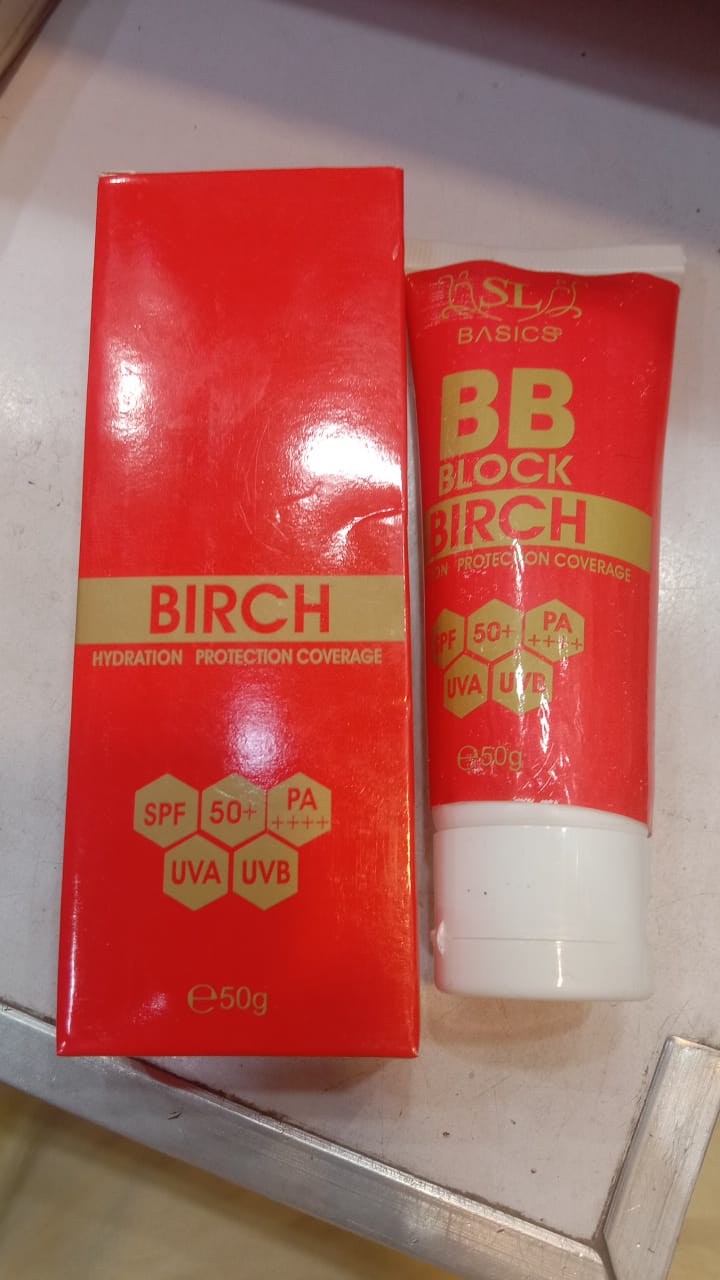 BIRCH
HYDRATION PROTECTION COVERAGE
SPF 50+ PA
++++
UVA UVB
℮50g
SL
BASICS
BB
BLOCK
BIRCH
ON PROTECTION COVERAGE
SPF 50+ PA
++++
UVA UVB
℮50g